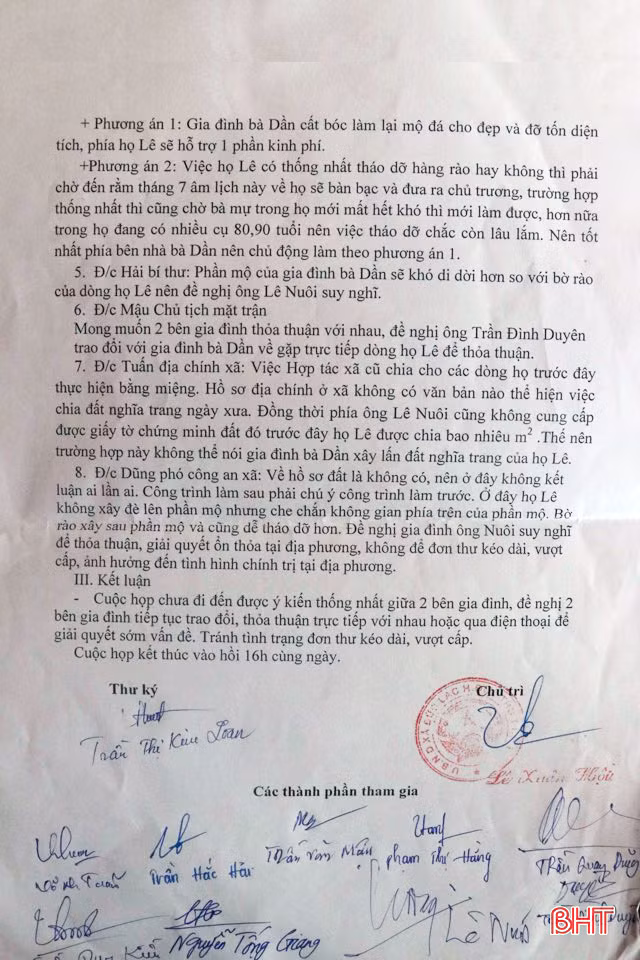 + Phương án 1: Gia đình bà Dần cất bóc làm lại mộ đá cho đẹp và đỡ tốn diện
tích, phía họ Lê sẽ hỗ trợ 1 phần kinh phí.
+Phương án 2: Việc họ Lê có thống nhất tháo dỡ hàng rào hay không thì phải
chờ đến rằm tháng 7 âm lịch này về họ sẽ bàn bạc và đưa ra chủ trương, trường hợp
thống nhất thì cũng chờ bà mự trong họ mới mất hết khó thì mới làm được, hơn nữa
trong họ đang có nhiều cụ 80,90 tuổi nên việc tháo dỡ chắc còn lâu lắm. Nên tốt
nhất phía bên nhà bà Dần nên chủ động làm theo phương án 1.
5. Đ/c Hải bí thư: Phần mộ của gia đình bà Dần sẽ khó di dời hơn so với bờ rào
của dòng họ Lê nên đề nghị ông Lê Nuôi suy nghĩ.
6. Đ/c Mậu Chủ tịch mặt trận
Mong muốn 2 bên gia đình thỏa thuận với nhau, đề nghị ông Trần Đình Duyên
trao đổi với gia đình bà Dần về gặp trực tiếp dòng họ Lê để thỏa thuận.
7. Đ/c Tuấn địa chính xã: Việc Hợp tác xã cũ chia cho các dòng họ trước đây
thực hiện bằng miệng. Hồ sơ địa chính ở xã không có văn bản nào thể hiện việc
chia đất nghĩa trang ngày xưa. Đồng thời phía ông Lê Nuôi cũng không cung cấp
được giấy tờ chứng minh đất đó trước đây họ Lê được chia bao nhiêu m² .Thế nên
trường hợp này không thể nói gia đình bà Dần xây lấn đất nghĩa trang của họ Lê.
8. Đ/c Dũng phó công an xã: Về hồ sơ đất là không có, nên ở đây không kết
luận ai lần ai. Công trình làm sau phải chú ý công trình làm trước. Ở đây họ Lê
không xây đè lên phần mộ nhưng che chắn không gian phía trên của phần mộ. Bờ
rào xây sau phần mộ và cũng dễ tháo dỡ hơn. Đề nghị gia đình ông Nuôi suy nghĩ
để thỏa thuận, giải quyết ổn thỏa tại địa phương, không để đơn thư kéo dài, vượt
cấp, ảnh hưởng đến tình hình chính trị tại địa phương.
III. Kết luận
- Cuộc họp chưa đi đến được ý kiến thống nhất giữa 2 bên gia đình, đề nghị 2
bên gia đình tiếp tục trao đổi, thỏa thuận trực tiếp với nhau hoặc qua điện thoại để
giải quyết sớm vấn đề. Tránh tình trạng đơn thư kéo dài, vượt cấp.
Cuộc họp kết thúc vào hồi 16h cùng ngày.
Thư ký Chủ trì
Trần Thị Kim Loan
Lê Xuân
Các thành phần tham gia
Trần Hắc Hải Trần Văn Mậu Phạm Thị Hằng
Trần Quang Dũng
Nguyễn Tống Giang Lê Nuôi
BHT